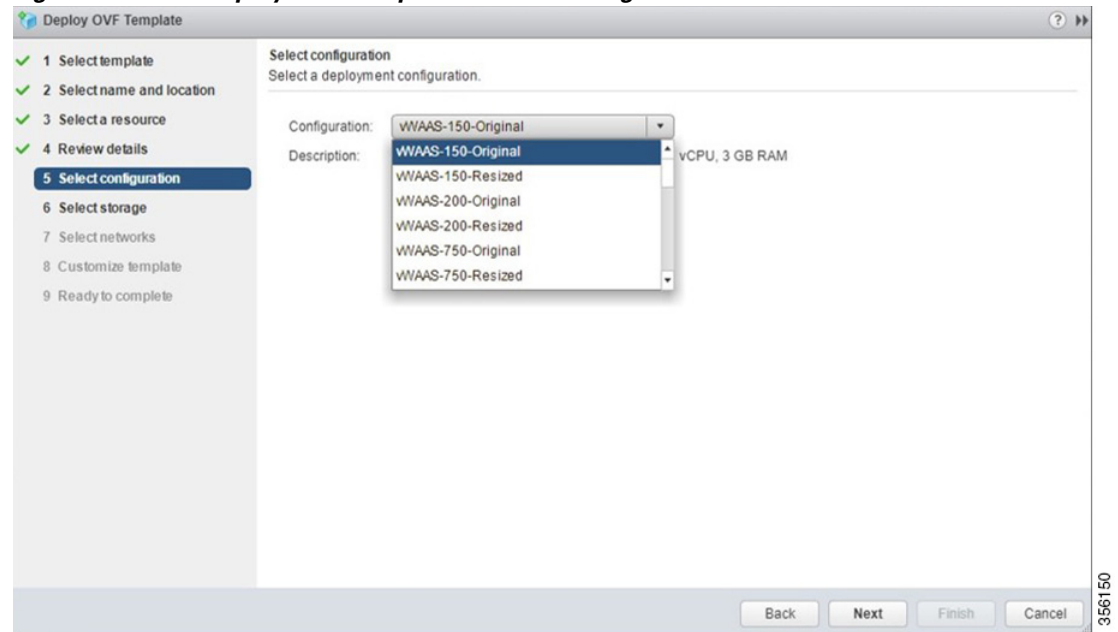 Deploy OVF Template
1 Select template
2 Select name and location
3 Select a resource
4 Review details
5 Select configuration
6 Select storage
7 Select networks
8 Customize template
9 Ready to complete
Select configuration
Select a deployment configuration.
Configuration: vWAAS-150-Original
Description: vCPU, 3 GB RAM
vWAAS-150-Original
vWAAS-150-Resized
vWAAS-200-Original
vWAAS-200-Resized
vWAAS-750-Original
vWAAS-750-Resized
Back Next Finish Cancel
356150